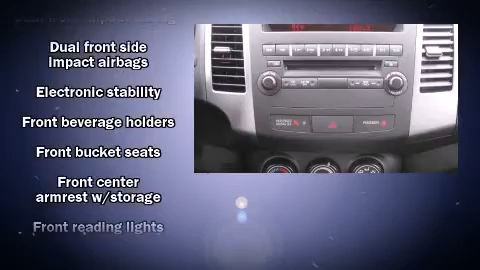 Dual front side
impact airbags
Electronic stability
Front beverage holders
Front bucket seats
Front center
armrest w/storage
Front reading lights
PASSENGER